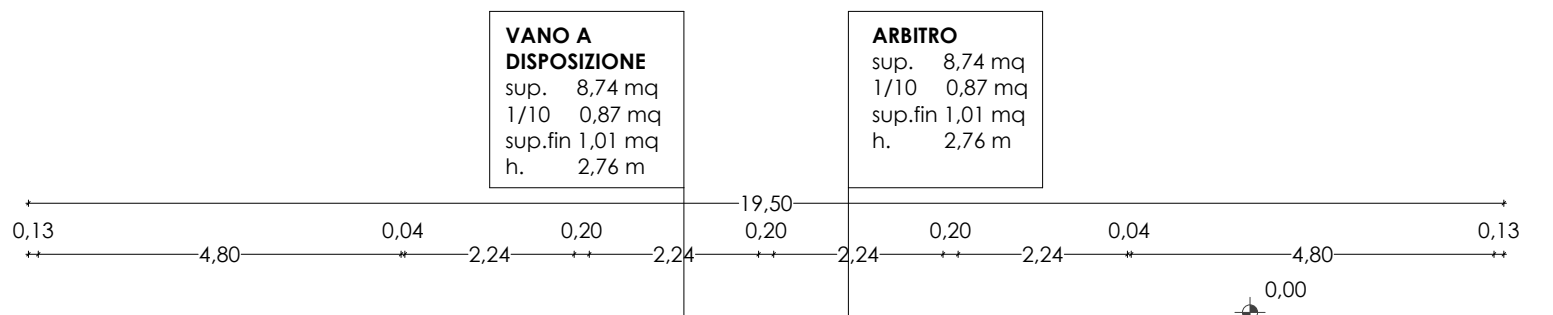 VANO A
DISPOSIZIONE
sup. 8,74 mq
1/10 0,87 mq
sup.fin 1,01 mq
h. 2,76 m
ARBITRO
sup. 8,74 mq
1/10 0,87 mq
sup.fin 1,01 mq
h. 2,76 m
19,50
0,13 0,04 0,20 0,20 0,20 0,04 0,13
4,80 2,24 2,24 2,24 2,24 4,80
0,00